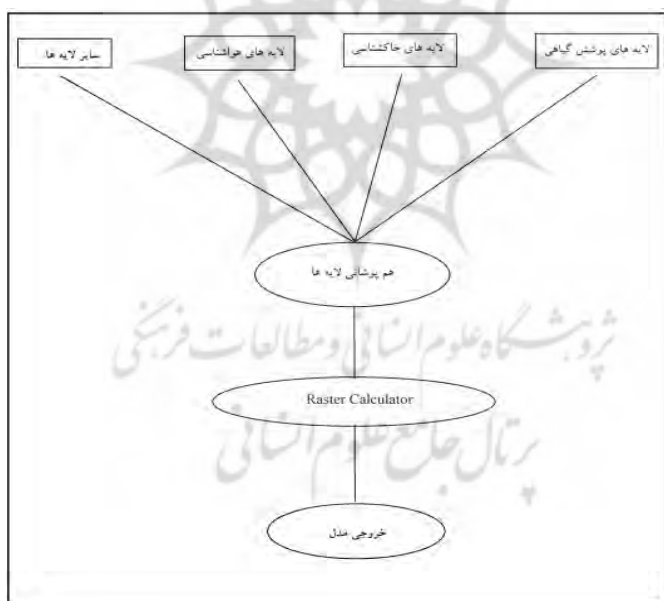 لایه های پوشش گیاهی
لایه های خاکشناسی
لایه های هواشناسی
سایر لایه ها
هم پوشانی لایه ها
پژوهشگاه علوم انسانی و مطالعات فرهنگی
Raster Calculator
پرتال جامع علوم انسانی
خروجی مدل